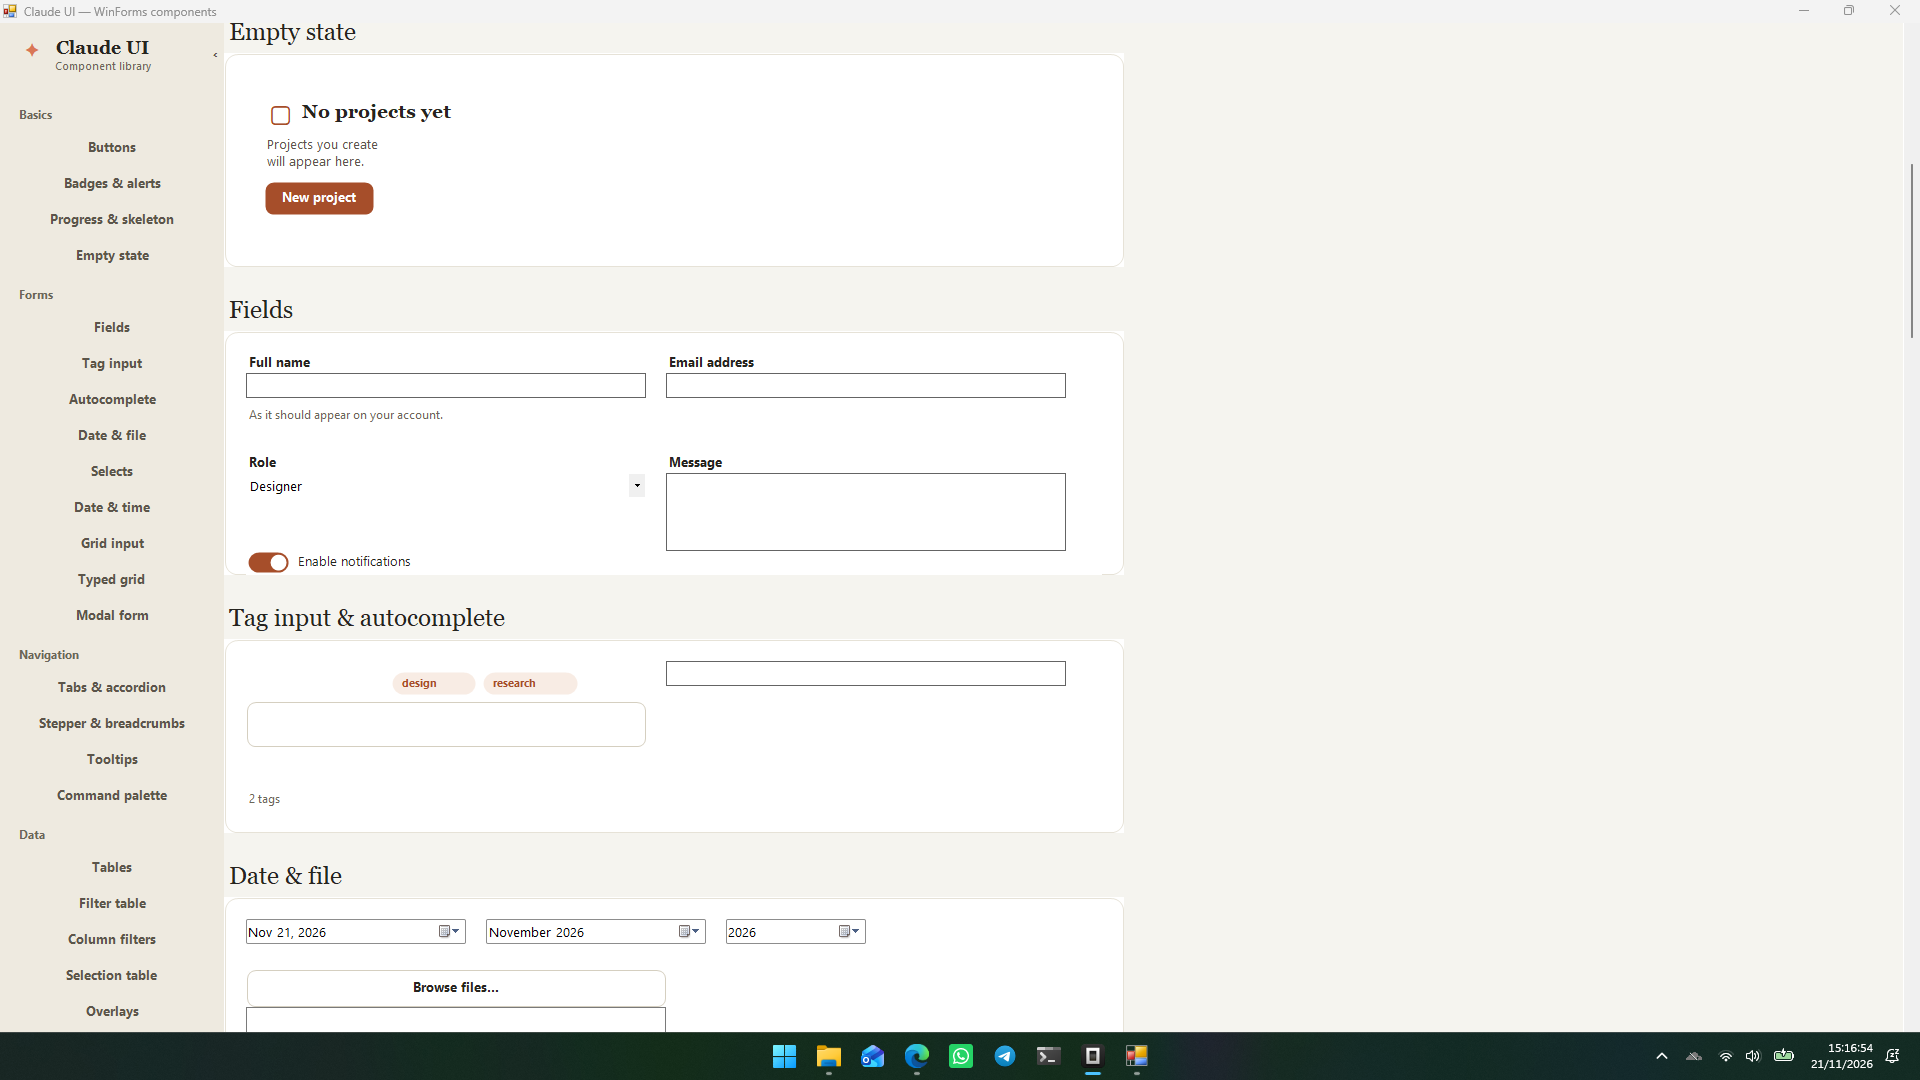 Claude UI — WinForms components
Claude UI
Component library
Basics
Buttons
Badges & alerts
Progress & skeleton
Empty state
Forms
Fields
Tag input
Autocomplete
Date & file
Selects
Date & time
Grid input
Typed grid
Modal form
Navigation
Tabs & accordion
Stepper & breadcrumbs
Tooltips
Command palette
Data
Tables
Filter table
Column filters
Selection table
Overlays
Empty state
No projects yet
Projects you create
will appear here.
New project
Fields
Full name
Email address
As it should appear on your account.
Role
Message
Designer
Enable notifications
Tag input & autocomplete
design
research
2 tags
Date & file
Nov 21, 2026
November 2026
2026
Browse files...
15:16:54
21/11/2026